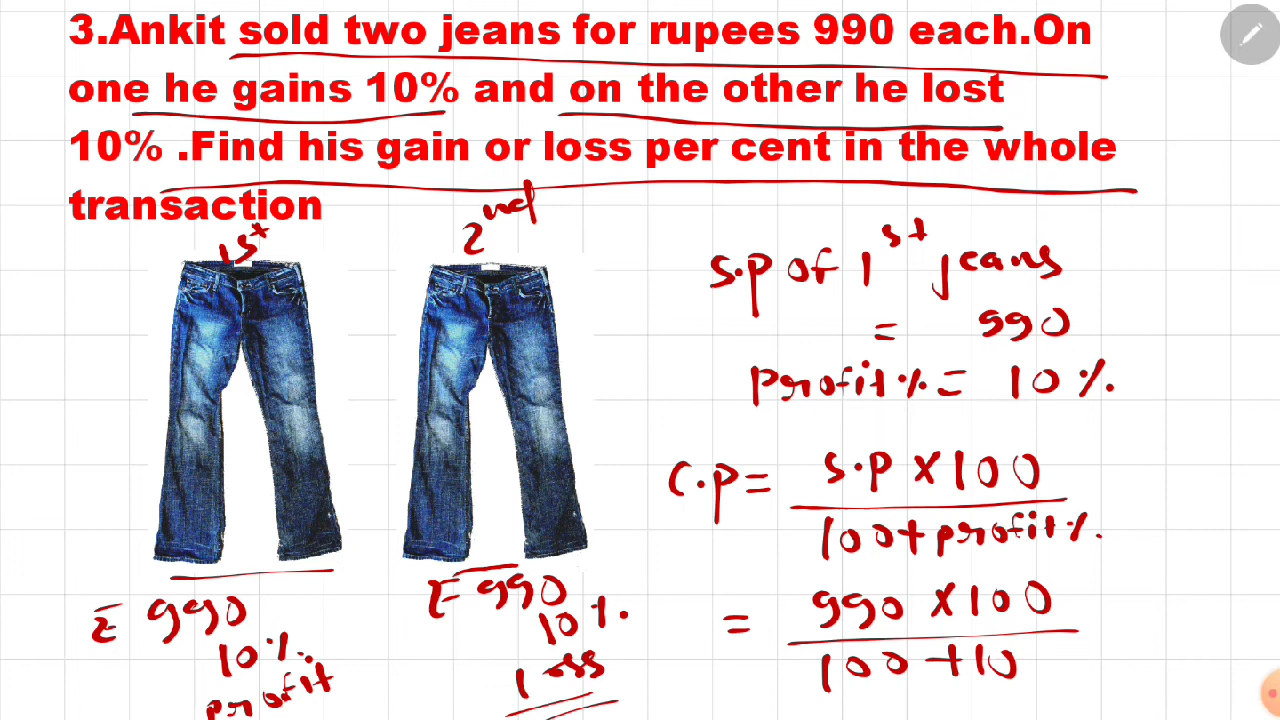 3.Ankit sold two jeans for rupees 990 each.On
one he gains 10% and on the other he lost
10% .Find his gain or loss per cent in the whole
transaction
1st
2nd
S.P of 1st jeans
= 990
Profit% = 10%
C.P = S.P X 100
100 + profit%
= 990 X 100
100 + 10
990
10%
profit
990
10%
loss